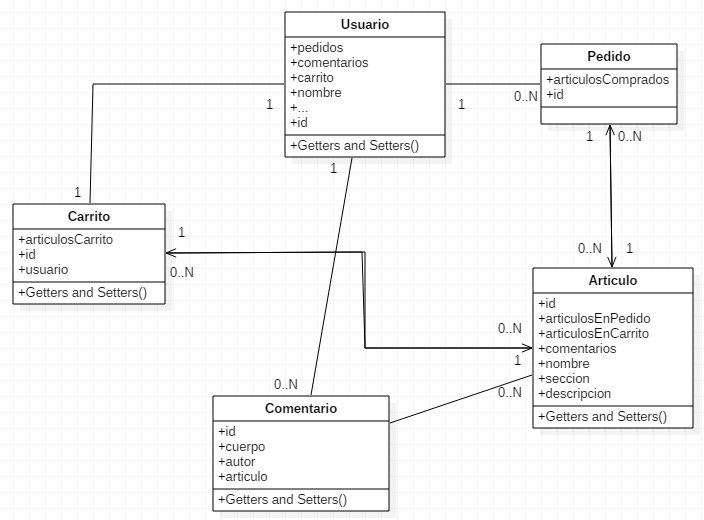 Usuario
+pedidos
+comentarios
+carrito
+nombre
+...
+id
+Getters and Setters()
Pedido
+articulosComprados
+id
1
1
0..N
1
0..N
1
1
Carrito
+articulosCarrito
+id
+usuario
+Getters and Setters()
1
0..N
0..N
1
Articulo
+id
+articulosEnPedido
+articulosEnCarrito
+comentarios
+nombre
+seccion
+descripcion
+Getters and Setters()
0..N
1
0..N
0..N
Comentario
+id
+cuerpo
+autor
+articulo
+Getters and Setters()